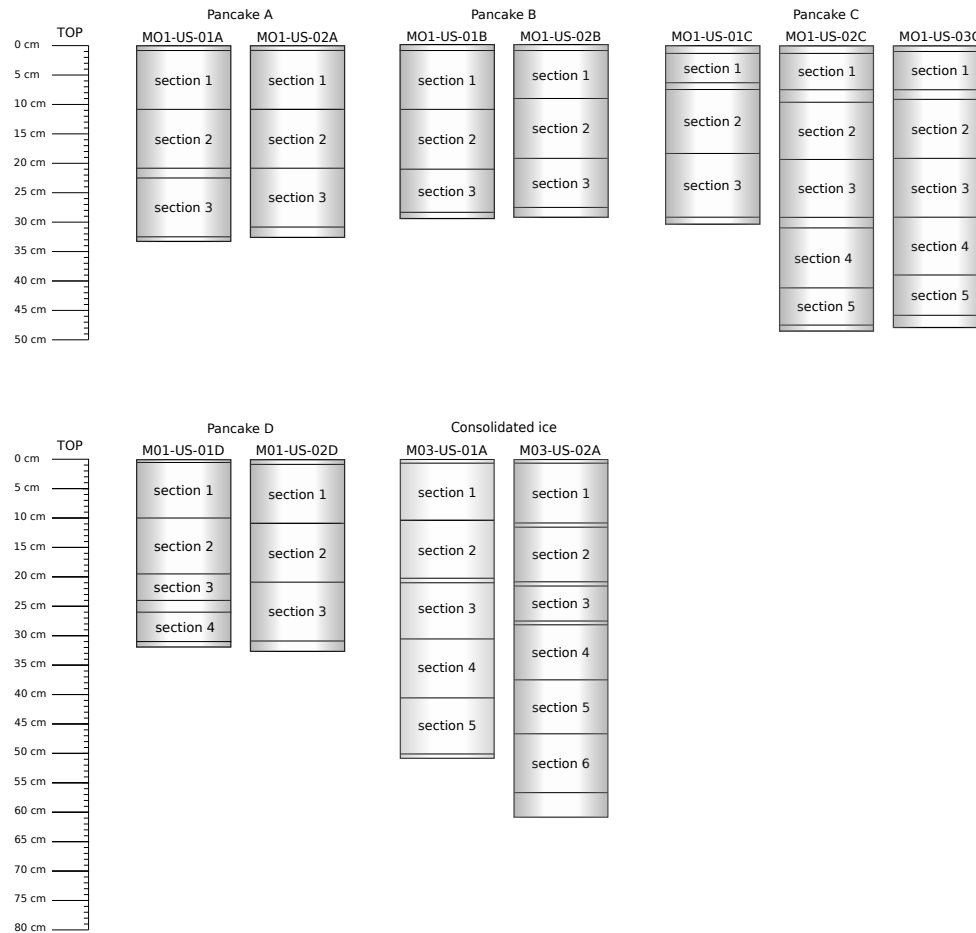 Pancake A Pancake B Pancake C
TOP
MO1-US-01A MO1-US-02A MO1-US-01B MO1-US-02B MO1-US-01C MO1-US-02C MO1-US-03C
0 cm
5 cm
10 cm
15 cm
20 cm
25 cm
30 cm
35 cm
40 cm
45 cm
50 cm
section 1
section 2
section 3
section 1
section 2
section 3
section 1
section 2
section 3
section 1
section 2
section 3
section 1
section 2
section 3
section 1
section 2
section 3
section 4
section 5
section 1
section 2
section 3
section 4
section 5
Pancake D Consolidated ice
TOP
M01-US-01D M01-US-02D M03-US-01A M03-US-02A
0 cm
5 cm
10 cm
15 cm
20 cm
25 cm
30 cm
35 cm
40 cm
45 cm
50 cm
55 cm
60 cm
65 cm
70 cm
75 cm
80 cm
section 1
section 2
section 3
section 4
section 1
section 2
section 3
section 1
section 2
section 3
section 4
section 5
section 1
section 2
section 3
section 4
section 5
section 6